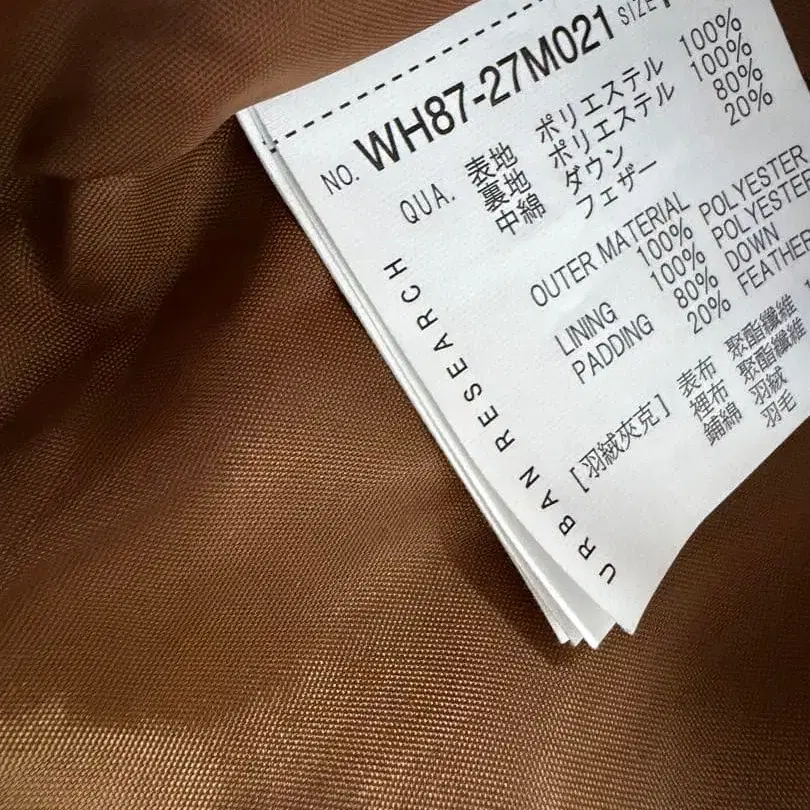 NO. WH87-27M021 SIZE
QUA. 表地 ポリエステル 100%
裏地 ポリエステル 100%
中綿 ダウン 80%
フェザー 20%
OUTER MATERIAL
100% POLYESTER
LINING 100% POLYESTER
PADDING 80% DOWN
20% FEATHER
[羽絨夾克] 表布 聚酯纖維
裡布 聚酯纖維
鋪綿 羽絨
羽毛
URBAN RESEARCH